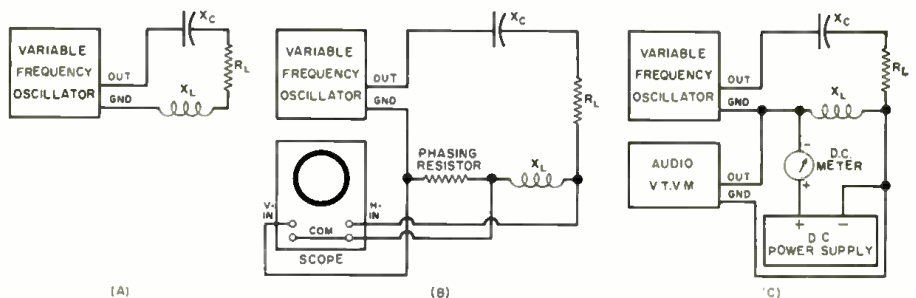 VARIABLE
FREQUENCY
OSCILLATOR
OUT
GND
XC
RL
XL
(A)
VARIABLE
FREQUENCY
OSCILLATOR
OUT
GND
XC
RL
PHASING
RESISTOR
XL
V-
IN
H-
IN
COM
SCOPE
(B)
VARIABLE
FREQUENCY
OSCILLATOR
OUT
GND
XC
RL
XL
AUDIO
V.T.V.M
OUT
GND
-
D.C.
METER
+
+ -
D C
POWER SUPPLY
(C)